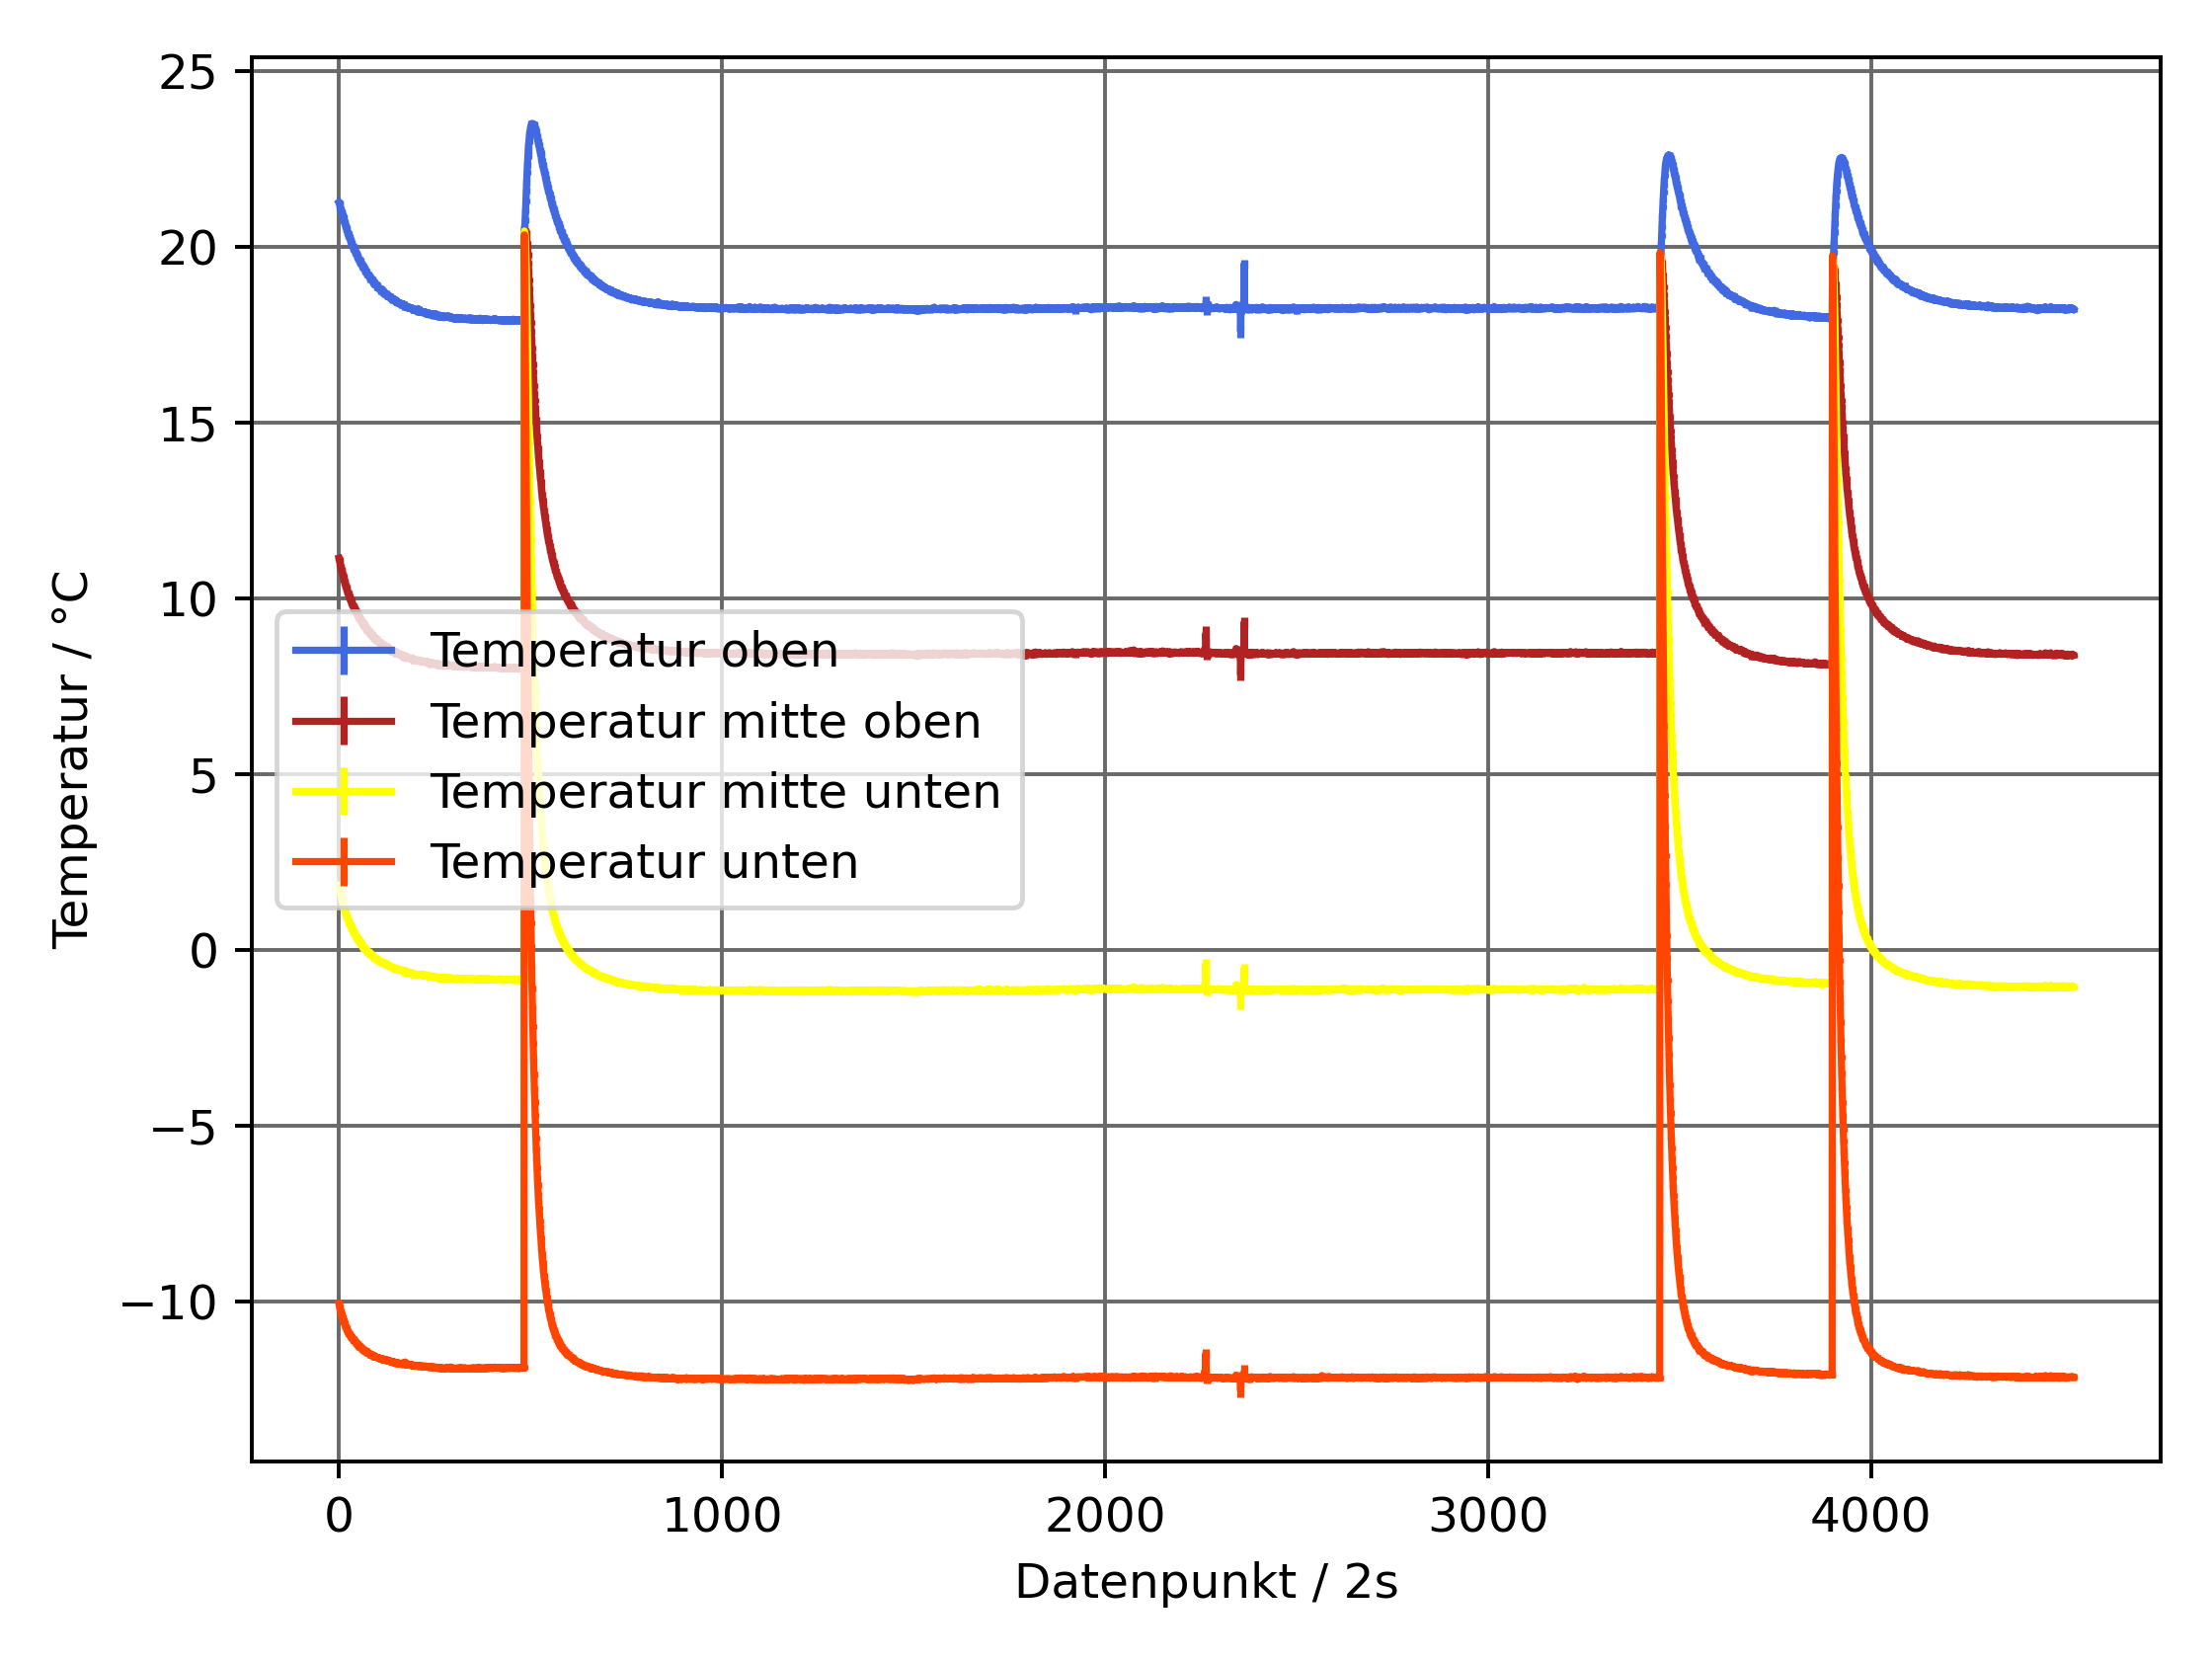 25
20
15
10
5
0
−5
−10
Temperatur / °C
Temperatur oben
Temperatur mitte oben
Temperatur mitte unten
Temperatur unten
0 1000 2000 3000 4000
Datenpunkt / 2s